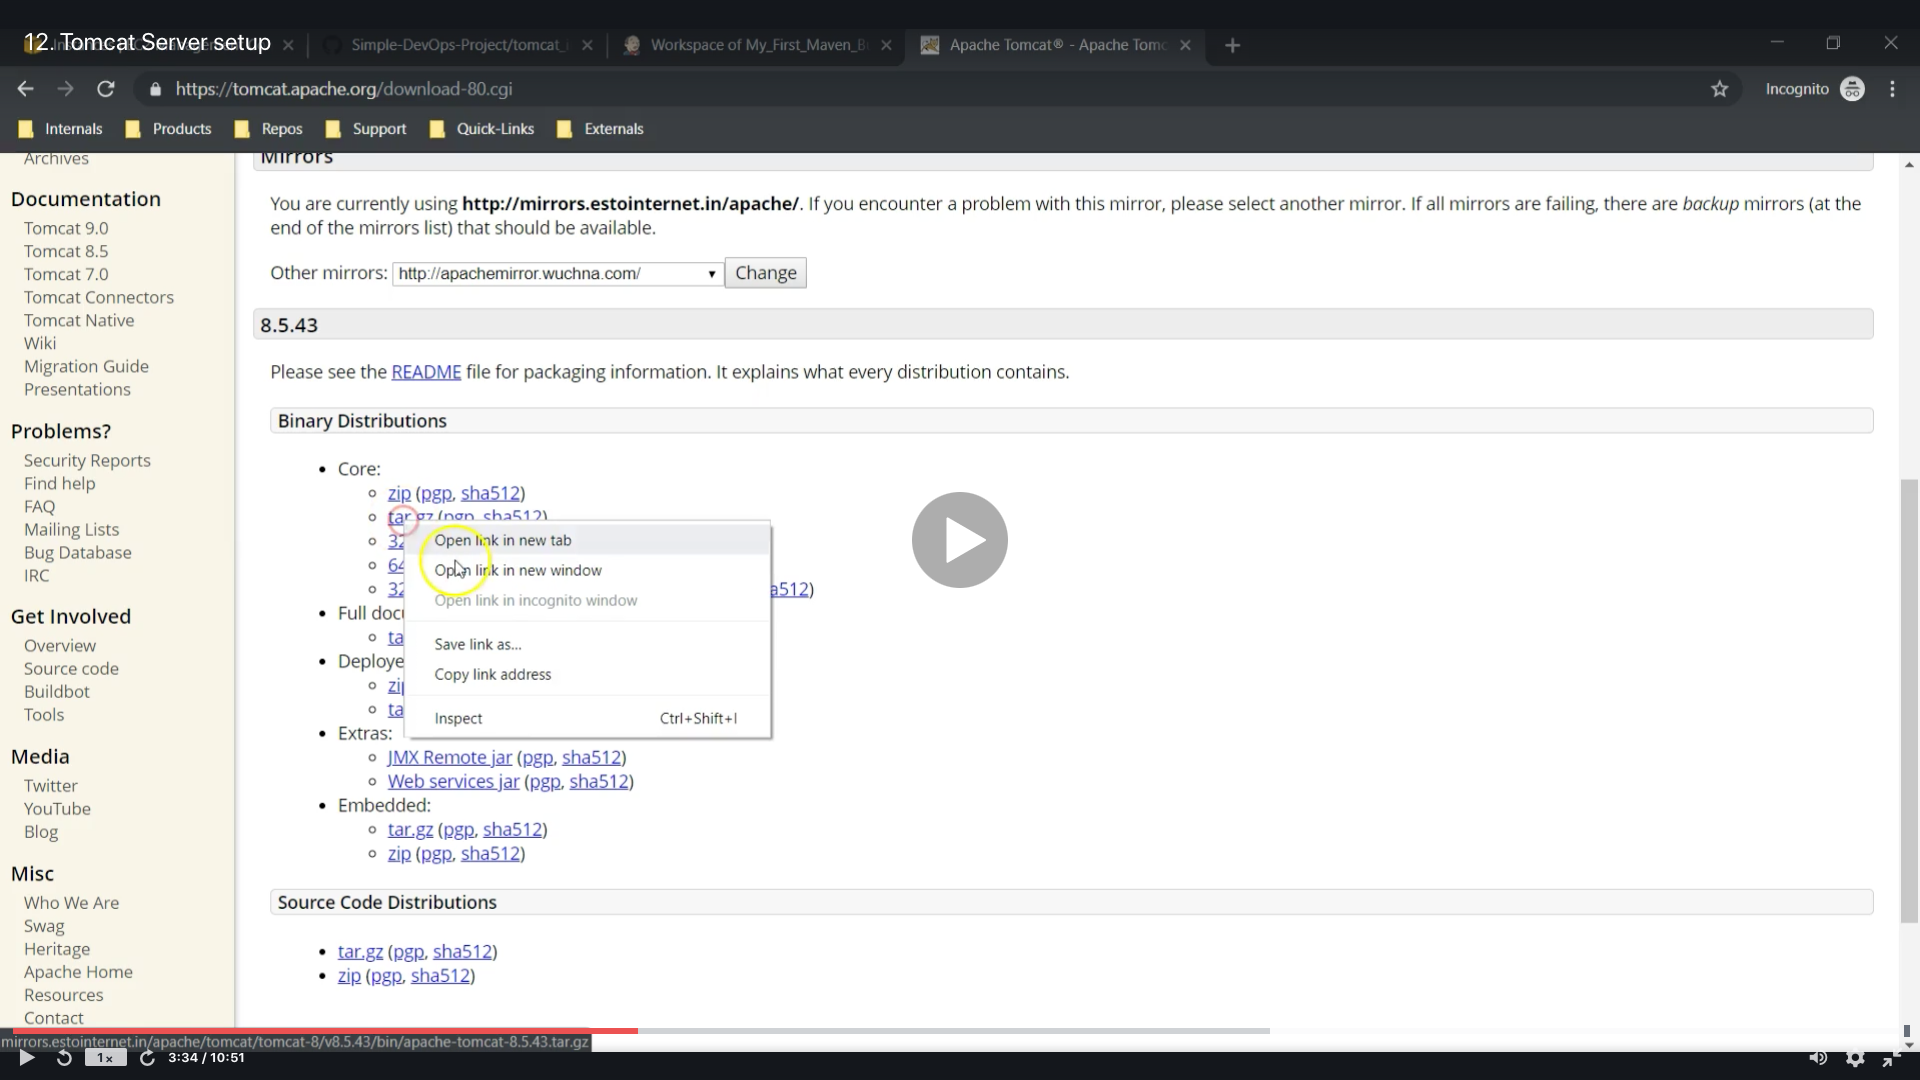 12. Tomcat Server setup
Simple-DevOps-Project/tomcat_
Workspace of My_First_Maven_B
Apache Tomcat® - Apache Tomc
https://tomcat.apache.org/download-80.cgi
Incognito
Internals
Products
Repos
Support
Quick-Links
Externals
Archives
Documentation
Tomcat 9.0
Tomcat 8.5
Tomcat 7.0
Tomcat Connectors
Tomcat Native
Wiki
Migration Guide
Presentations
Problems?
Security Reports
Find help
FAQ
Mailing Lists
Bug Database
IRC
Get Involved
Overview
Source code
Buildbot
Tools
Media
Twitter
YouTube
Blog
Misc
Who We Are
Swag
Heritage
Apache Home
Resources
Contact
Mirrors
You are currently using http://mirrors.estointernet.in/apache/. If you encounter a problem with this mirror, please select another mirror. If all mirrors are failing, there are backup mirrors (at the
end of the mirrors list) that should be available.
Other mirrors: http://apachemirror.wuchna.com/ Change
8.5.43
Please see the README file for packaging information. It explains what every distribution contains.
Binary Distributions
Core:
zip (pgp, sha512)
tar.gz (pgp, sha512)
32
64
32 a512)
Full docu
ta
Deploye
zip
ta
Open link in new tab
Open link in new window
Open link in incognito window
Save link as...
Copy link address
Inspect Ctrl+Shift+I
Extras:
JMX Remote jar (pgp, sha512)
Web services jar (pgp, sha512)
Embedded:
tar.gz (pgp, sha512)
zip (pgp, sha512)
Source Code Distributions
tar.gz (pgp, sha512)
zip (pgp, sha512)
mirrors.estointernet.in/apache/tomcat/tomcat-8/v8.5.43/bin/apache-tomcat-8.5.43.tar.gz
1x
3:34 / 10:51